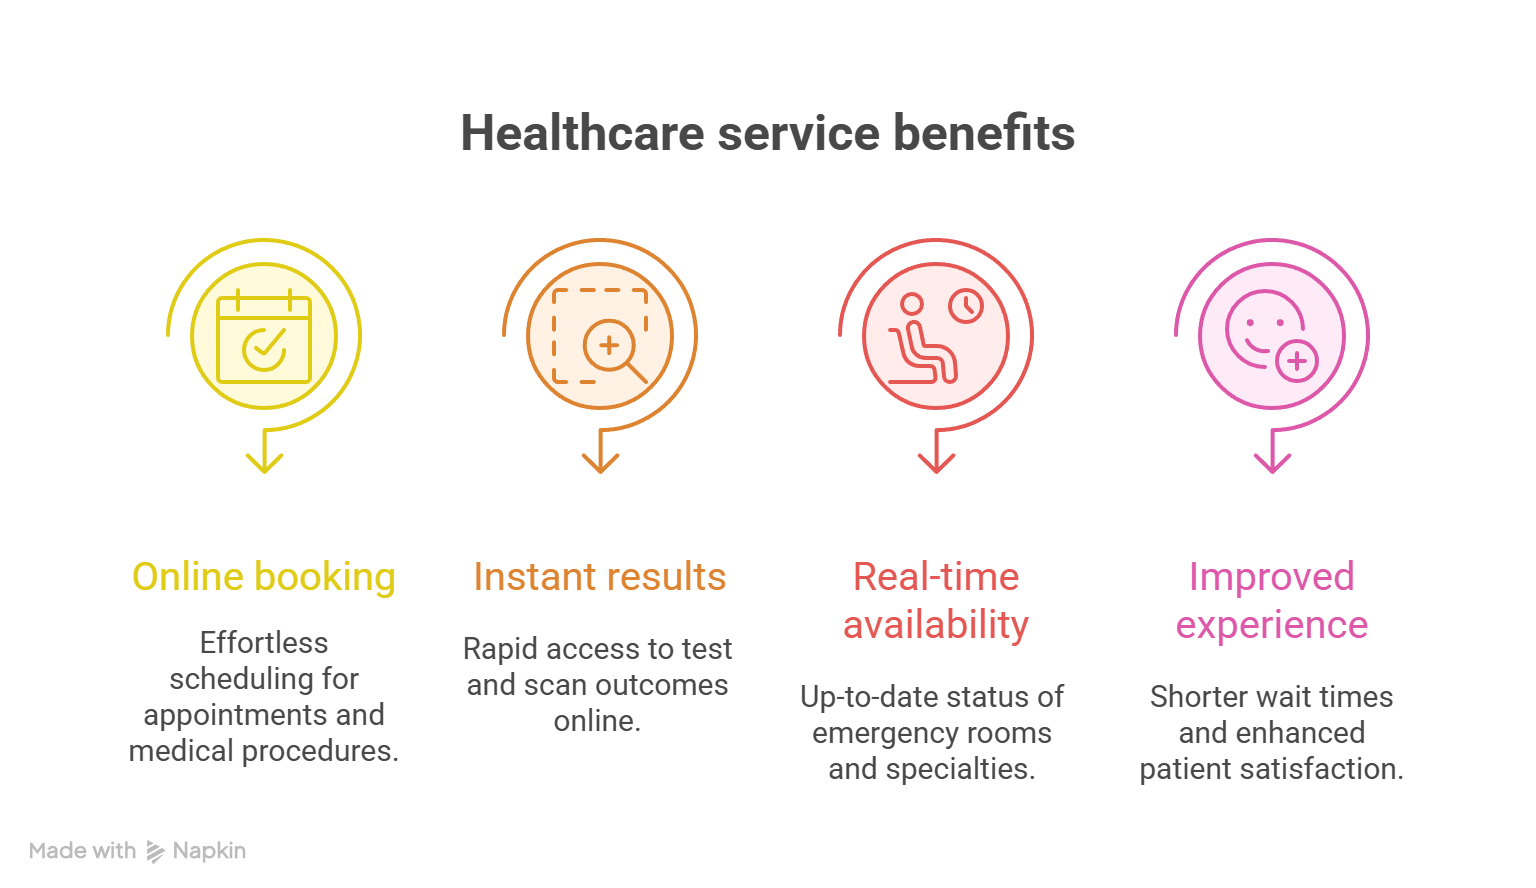 Healthcare service benefits
Online booking
Effortless
scheduling for
appointments and
medical procedures.
Instant results
Rapid access to test
and scan outcomes
online.
Real-time
availability
Up-to-date status of
emergency rooms
and specialties.
Improved
experience
Shorter wait times
and enhanced
patient satisfaction.
Made with Napkin